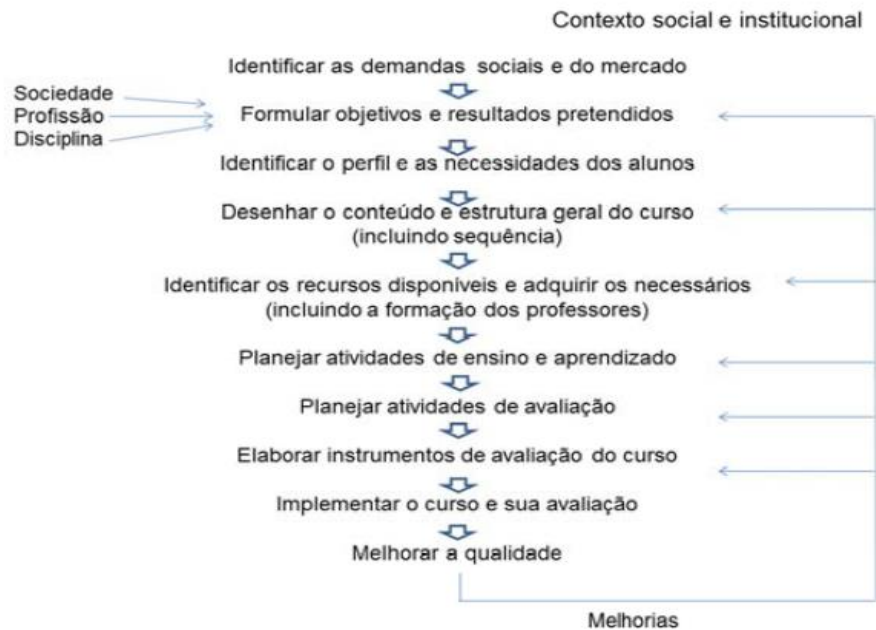 Contexto social e institucional
Identificar as demandas sociais e do mercado
Sociedade
Profissão
Disciplina
Formular objetivos e resultados pretendidos
Identificar o perfil e as necessidades dos alunos
Desenhar o conteúdo e estrutura geral do curso
(incluindo sequência)
Identificar os recursos disponíveis e adquirir os necessários
(incluindo a formação dos professores)
Planejar atividades de ensino e aprendizado
Planejar atividades de avaliação
Elaborar instrumentos de avaliação do curso
Implementar o curso e sua avaliação
Melhorar a qualidade
Melhorias